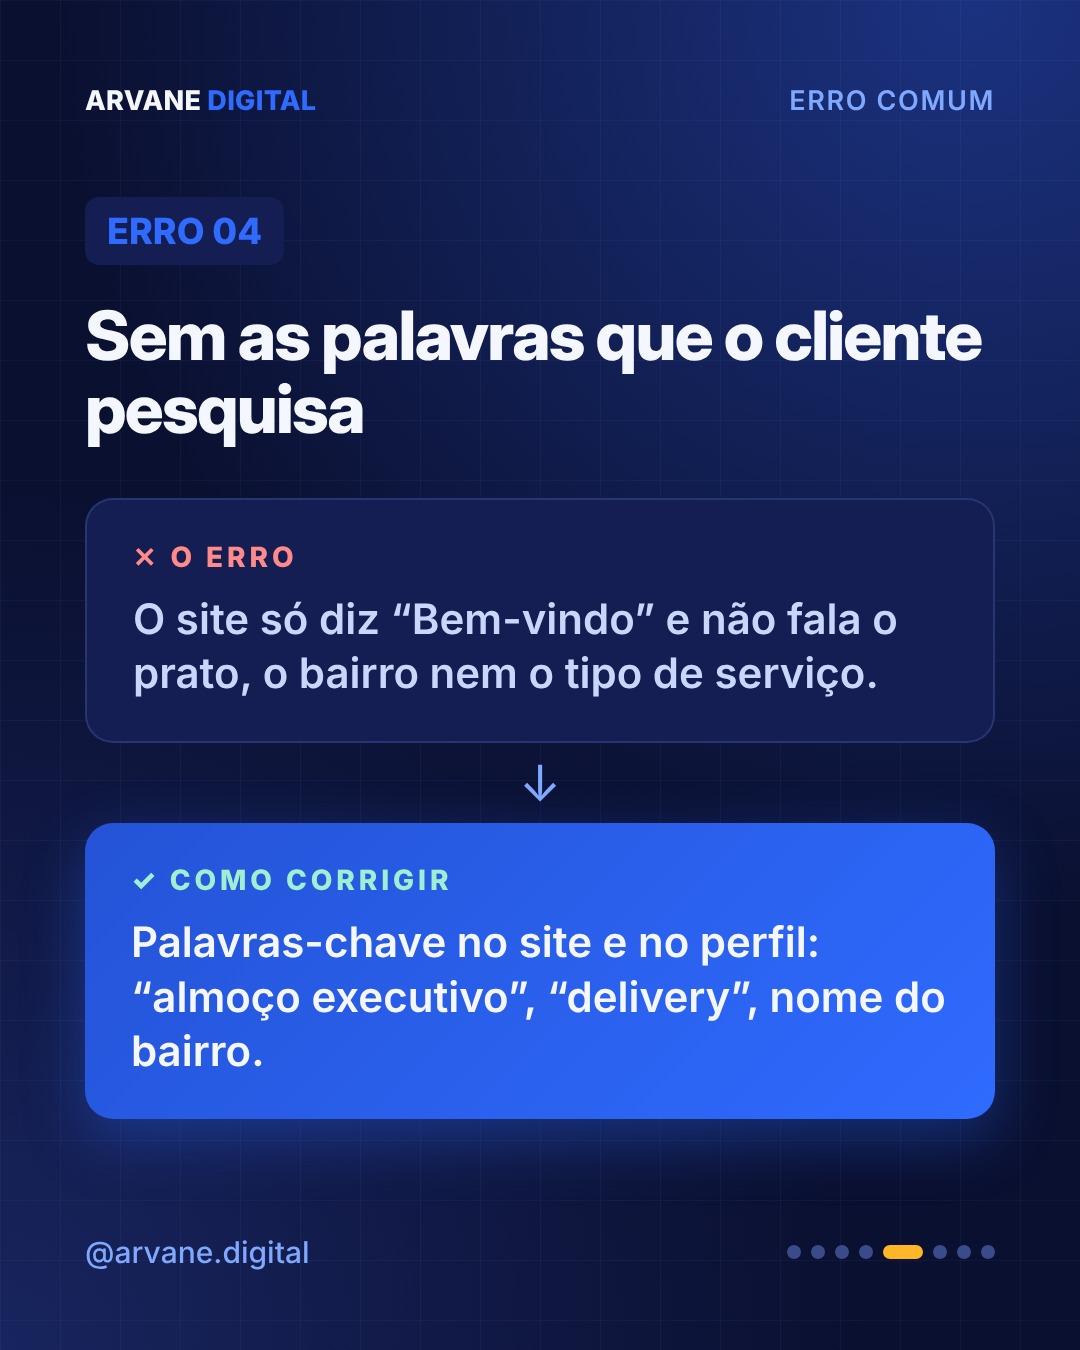 ARVANE DIGITAL
ERRO COMUM
ERRO 04
Sem as palavras que o cliente
pesquisa
✕ O ERRO
O site só diz “Bem-vindo” e não fala o
prato, o bairro nem o tipo de serviço.
↓
✓ COMO CORRIGIR
Palavras-chave no site e no perfil:
“almoço executivo”, “delivery”, nome do
bairro.
@arvane.digital